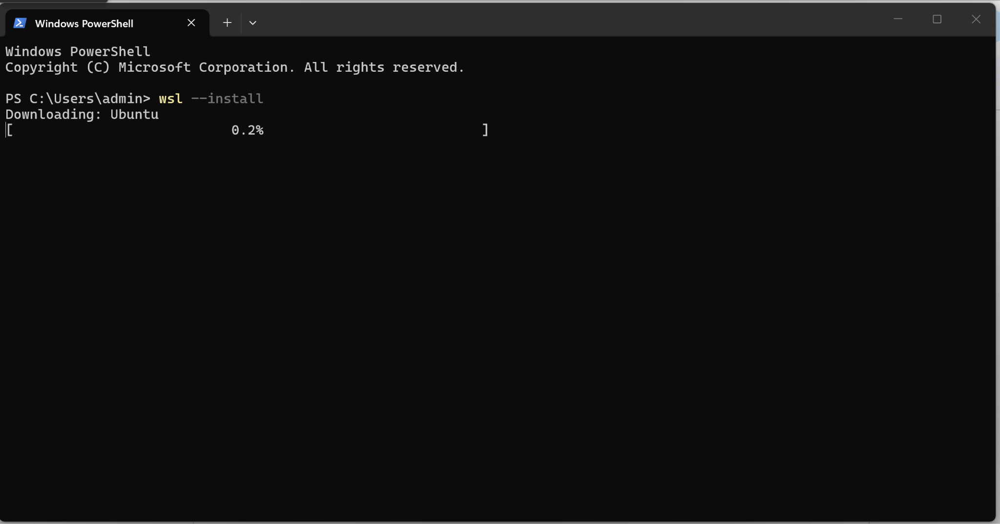 Windows PowerShell
Windows PowerShell
Copyright (C) Microsoft Corporation. All rights reserved.
PS C:\Users\admin> wsl --install
Downloading: Ubuntu
[                           0.2%                           ]